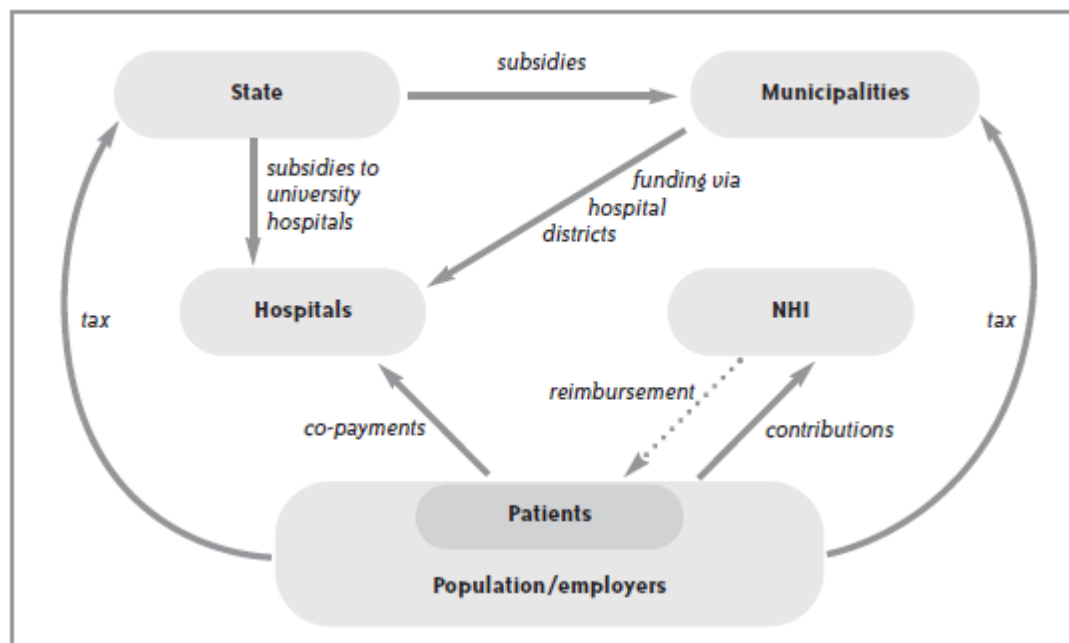 subsidies
State
Municipalities
subsidies to
university
hospitals
funding via
hospital
districts
Hospitals
NHI
tax
tax
reimbursement
co-payments
contributions
Patients
Population/employers